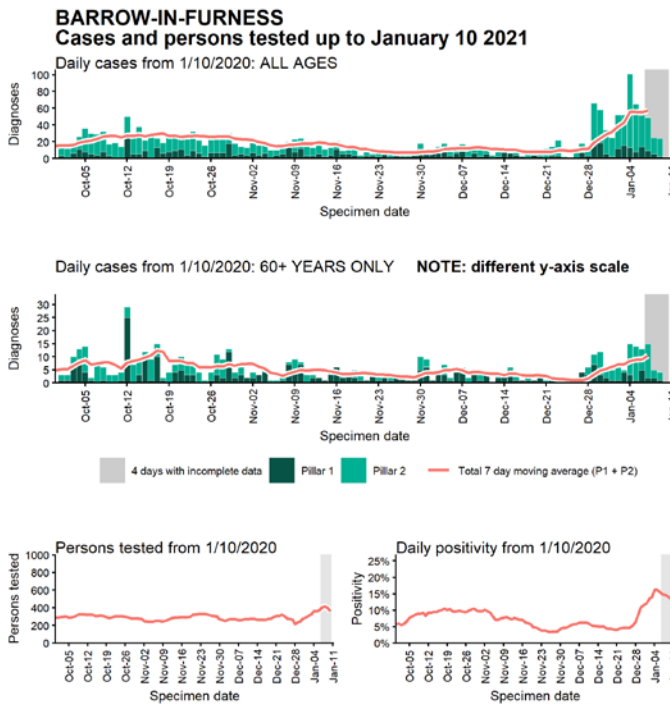 BARROW-IN-FURNESS
Cases and persons tested up to January 10 2021
Daily cases from 1/10/2020: ALL AGES
Diagnoses
100
80
60
40
20
0
Oct-05
Oct-12
Oct-19
Oct-26
Nov-02
Nov-09
Nov-16
Nov-23
Nov-30
Dec-07
Dec-14
Dec-21
Dec-28
Jan-04
Specimen date
Daily cases from 1/10/2020: 60+ YEARS ONLY NOTE: different y-axis scale
Diagnoses
30
25
20
15
10
5
0
Oct-05
Oct-12
Oct-19
Oct-26
Nov-02
Nov-09
Nov-16
Nov-23
Nov-30
Dec-07
Dec-14
Dec-21
Dec-28
Jan-04
Specimen date
4 days with incomplete data Pillar 1 Pillar 2 Total 7 day moving average (P1 + P2)
Persons tested from 1/10/2020
Persons tested
1000
800
600
400
200
0
Oct-05
Oct-12
Oct-19
Oct-26
Nov-02
Nov-09
Nov-16
Nov-23
Nov-30
Dec-07
Dec-14
Dec-21
Dec-28
Jan-04
Jan-11
Specimen date
Daily positivity from 1/10/2020
Positivity
25%
20%
15%
10%
5%
0%
Oct-05
Oct-12
Oct-19
Oct-26
Nov-02
Nov-09
Nov-16
Nov-23
Nov-30
Dec-07
Dec-14
Dec-21
Dec-28
Jan-04
Specimen date